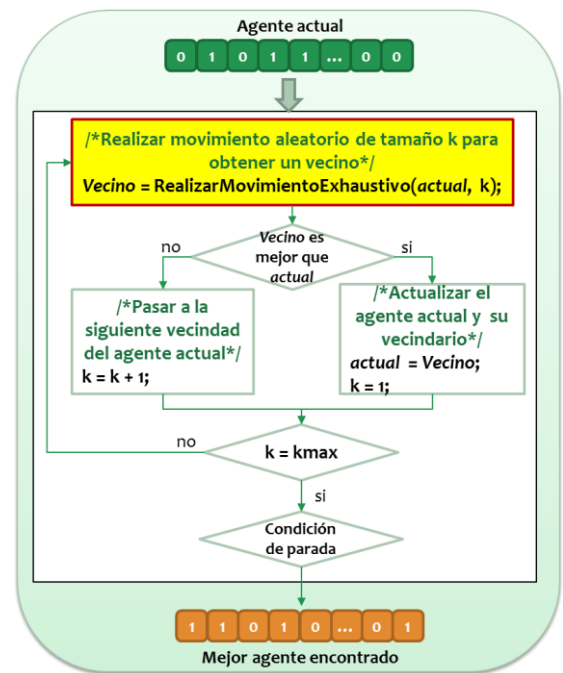 Agente actual
0 1 0 1 1 ... 0 0
/*Realizar movimiento aleatorio de tamaño k para
obtener un vecino*/
Vecino = RealizarMovimientoExhaustivo(actual, k);
no
Vecino es
mejor que
actual
si
/*Pasar a la
siguiente vecindad
del agente actual*/
k = k + 1;
/*Actualizar el
agente actual y su
vecindario*/
actual = Vecino;
k = 1;
no
k = kmax
si
Condición
de parada
1 1 0 1 0 ... 0 1
Mejor agente encontrado